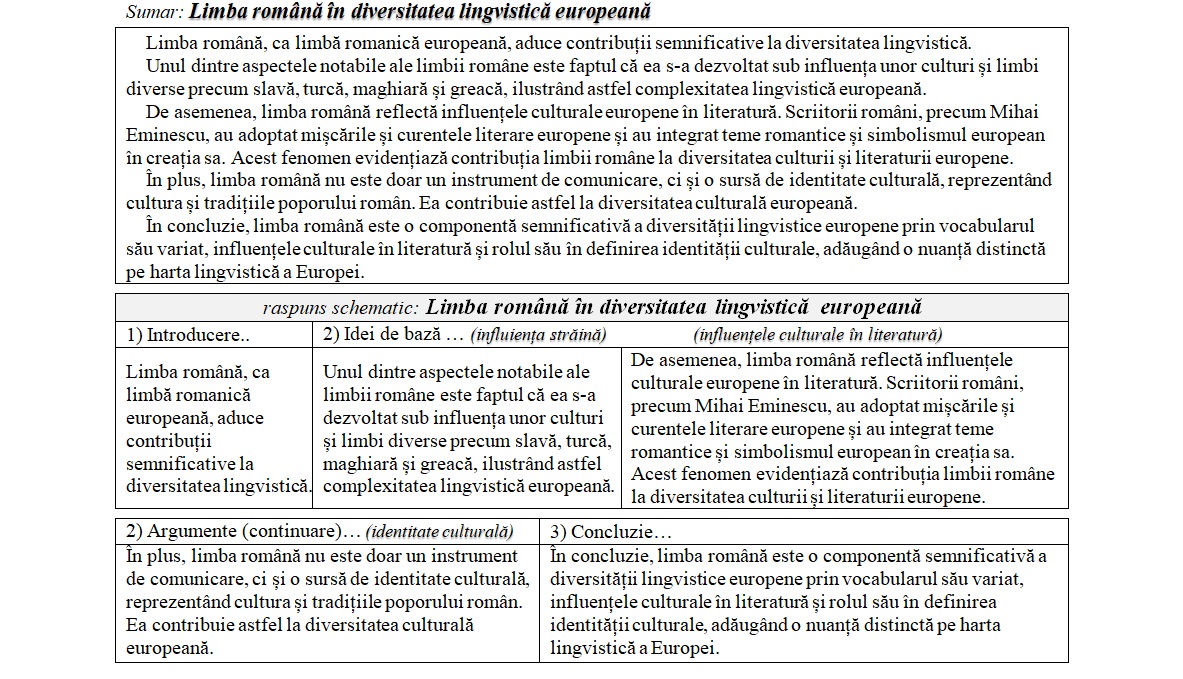 Sumar: Limba română în diversitatea lingvistică europeană
Limba română, ca limbă romanică europeană, aduce contribuții semnificative la diversitatea lingvistică.
Unul dintre aspectele notabile ale limbii române este faptul că ea s-a dezvoltat sub influența unor culturi și limbi
diverse precum slavă, turcă, maghiară și greacă, ilustrând astfel complexitatea lingvistică europeană.
De asemenea, limba română reflectă influențele culturale europene în literatură. Scriitorii români, precum Mihai
Eminescu, au adoptat mișcările și curentele literare europene și au integrat teme romantice și simbolismul european
în creația sa. Acest fenomen evidențiază contribuția limbii române la diversitatea culturii și literaturii europene.
În plus, limba română nu este doar un instrument de comunicare, ci și o sursă de identitate culturală, reprezentând
cultura și tradițiile poporului român. Ea contribuie astfel la diversitatea culturală europeană.
În concluzie, limba română este o componentă semnificativă a diversității lingvistice europene prin vocabularul
său variat, influențele culturale în literatură și rolul său în definirea identității culturale, adăugând o nuanță distinctă
pe harta lingvistică a Europei.
raspuns schematic: Limba română în diversitatea lingvistică europeană
1) Introducere..
2) Idei de bază … (influiența străină) (influențele culturale în literatură)
Limba română, ca
limbă romanică
europeană, aduce
contribuții
semnificative la
diversitatea lingvistică.
Unul dintre aspectele notabile ale
limbii române este faptul că ea s-a
dezvoltat sub influența unor culturi
și limbi diverse precum slavă, turcă,
maghiară și greacă, ilustrând astfel
complexitatea lingvistică europeană.
De asemenea, limba română reflectă influențele
culturale europene în literatură. Scriitorii români,
precum Mihai Eminescu, au adoptat mișcările și
curentele literare europene și au integrat teme
romantice și simbolismul european în creația sa.
Acest fenomen evidențiază contribuția limbii române
la diversitatea culturii și literaturii europene.
2) Argumente (continuare)… (identitate culturală)
În plus, limba română nu este doar un instrument
de comunicare, ci și o sursă de identitate culturală,
reprezentând cultura și tradițiile poporului român.
Ea contribuie astfel la diversitatea culturală
europeană.
3) Concluzie…
În concluzie, limba română este o componentă semnificativă a
diversității lingvistice europene prin vocabularul său variat,
influențele culturale în literatură și rolul său în definirea
identității culturale, adăugând o nuanță distinctă pe harta
lingvistică a Europei.